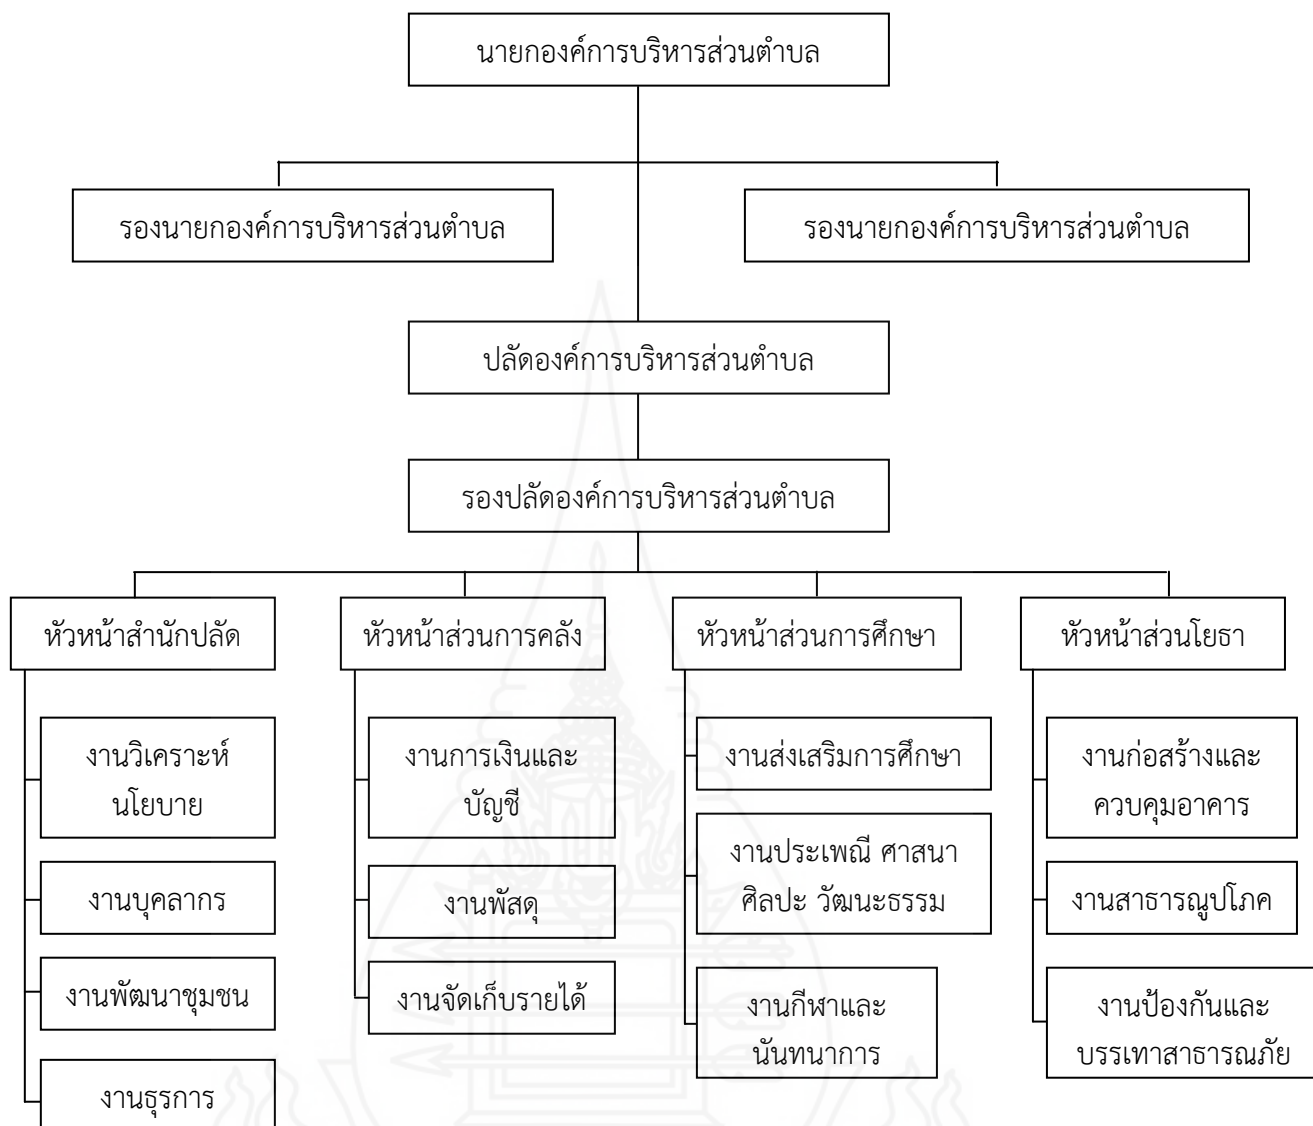 นายกองค์การบริหารส่วนตำบล
รองนายกองค์การบริหารส่วนตำบล
รองนายกองค์การบริหารส่วนตำบล
ปลัดองค์การบริหารส่วนตำบล
รองปลัดองค์การบริหารส่วนตำบล
หัวหน้าสำนักปลัด
หัวหน้าส่วนการคลัง
หัวหน้าส่วนการศึกษา
หัวหน้าส่วนโยธา
งานวิเคราะห์
นโยบาย
งานบุคลากร
งานพัฒนาชุมชน
งานธุรการ
งานการเงินและ
บัญชี
งานพัสดุ
งานจัดเก็บรายได้
งานส่งเสริมการศึกษา
งานประเพณี ศาสนา
ศิลปะ วัฒนะธรรม
งานกีฬาและ
นันทนาการ
งานก่อสร้างและ
ควบคุมอาคาร
งานสาธารณูปโภค
งานป้องกันและ
บรรเทาสาธารณภัย